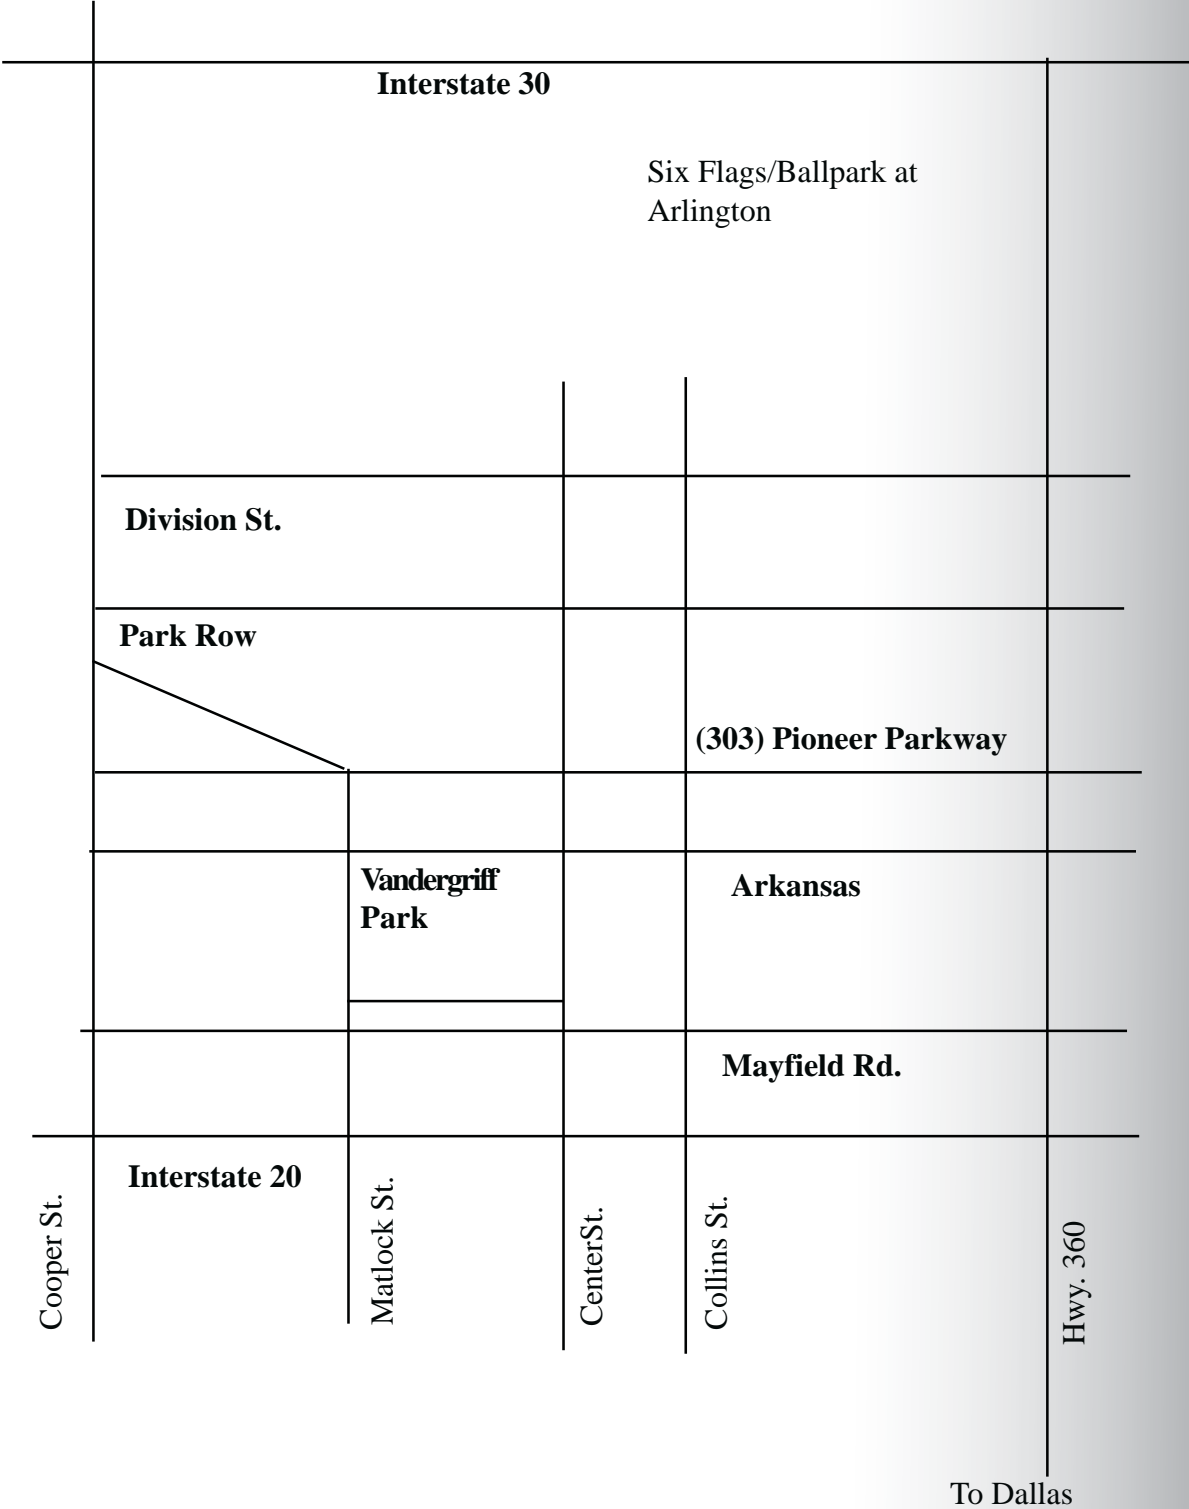 Interstate 30
Six Flags/Ballpark at
Arlington
Division St.
Park Row
(303) Pioneer Parkway
Vandergriff
Park
Arkansas
Mayfield Rd.
Interstate 20
Cooper St.
Matlock St.
CenterSt.
Collins St.
Hwy. 360
To Dallas